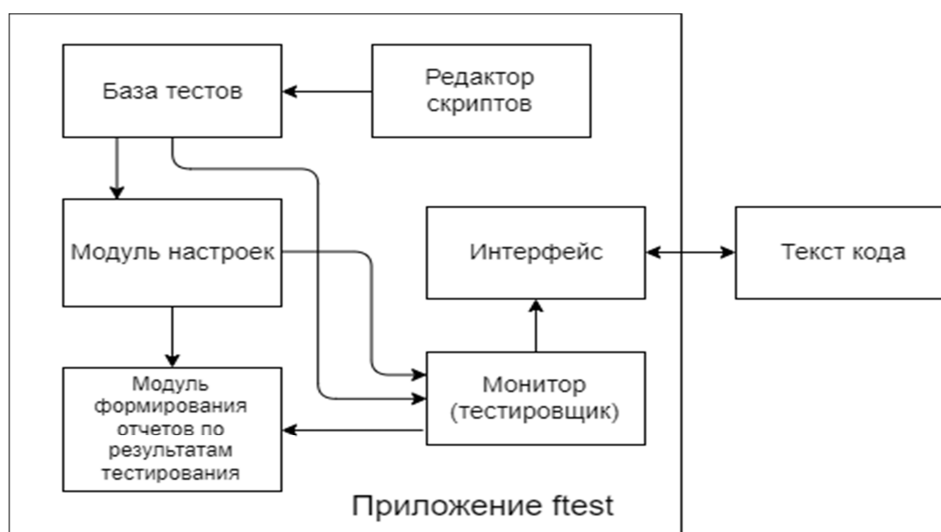 База тестов
Редактор
скриптов
Модуль настроек
Интерфейс
Текст кода
Модуль
формирования
отчетов по
результатам
тестирования
Монитор
(тестировщик)
Приложение ftest